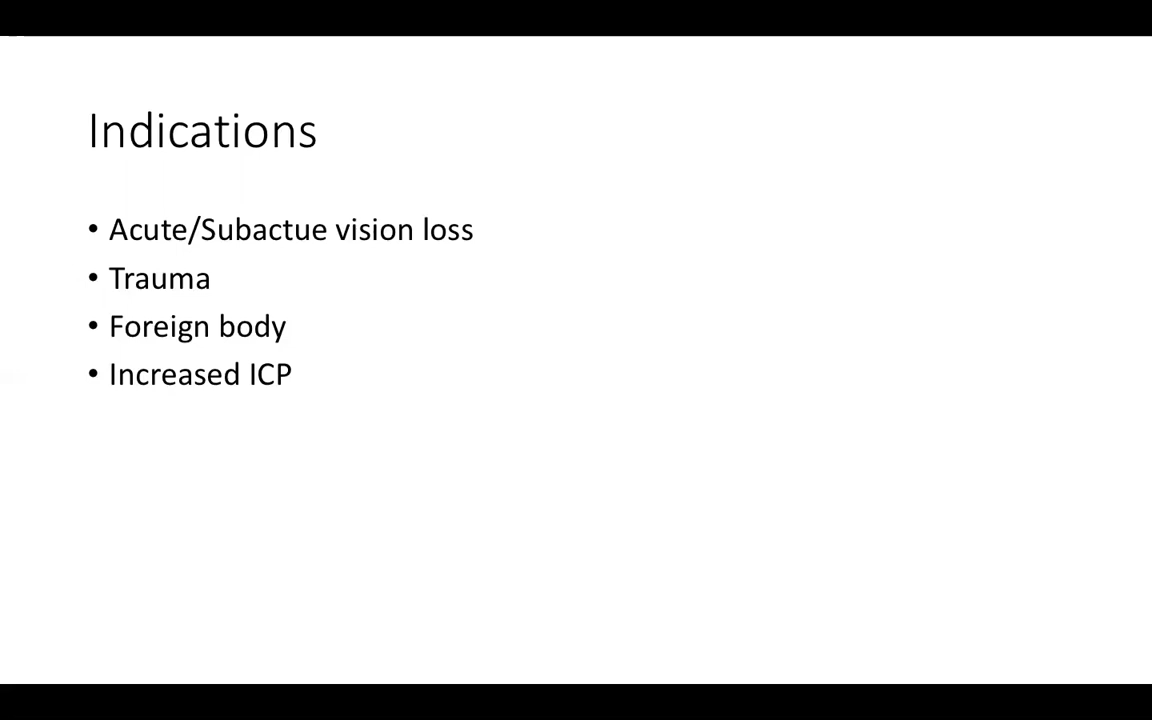 Indications
• Acute/Subactue vision loss
• Trauma
• Foreign body
• Increased ICP